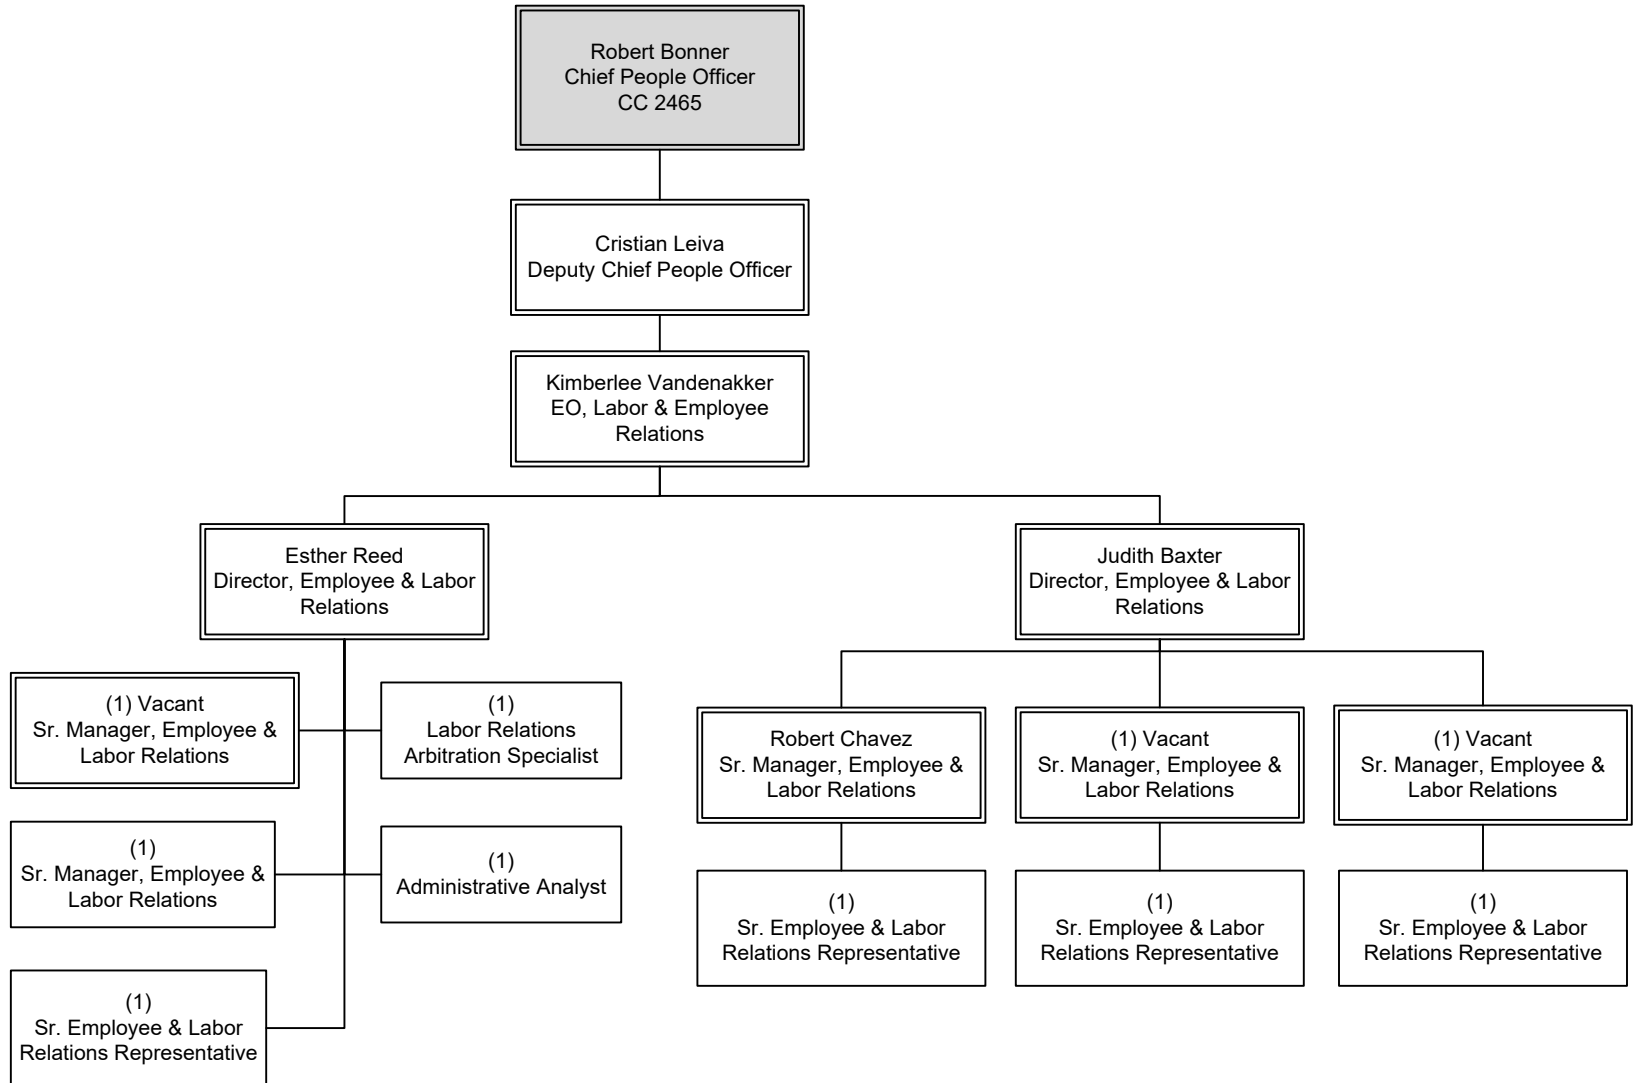 Robert Bonner
Chief People Officer
CC 2465
Cristian Leiva
Deputy Chief People Officer
Kimberlee Vandenakker
EO, Labor & Employee
Relations
Esther Reed
Director, Employee & Labor
Relations
Judith Baxter
Director, Employee & Labor
Relations
(1) Vacant
Sr. Manager, Employee &
Labor Relations
(1)
Labor Relations
Arbitration Specialist
(1)
Sr. Manager, Employee &
Labor Relations
(1)
Administrative Analyst
(1)
Sr. Employee & Labor
Relations Representative
Robert Chavez
Sr. Manager, Employee &
Labor Relations
(1) Vacant
Sr. Manager, Employee &
Labor Relations
(1) Vacant
Sr. Manager, Employee &
Labor Relations
(1)
Sr. Employee & Labor
Relations Representative
(1)
Sr. Employee & Labor
Relations Representative
(1)
Sr. Employee & Labor
Relations Representative